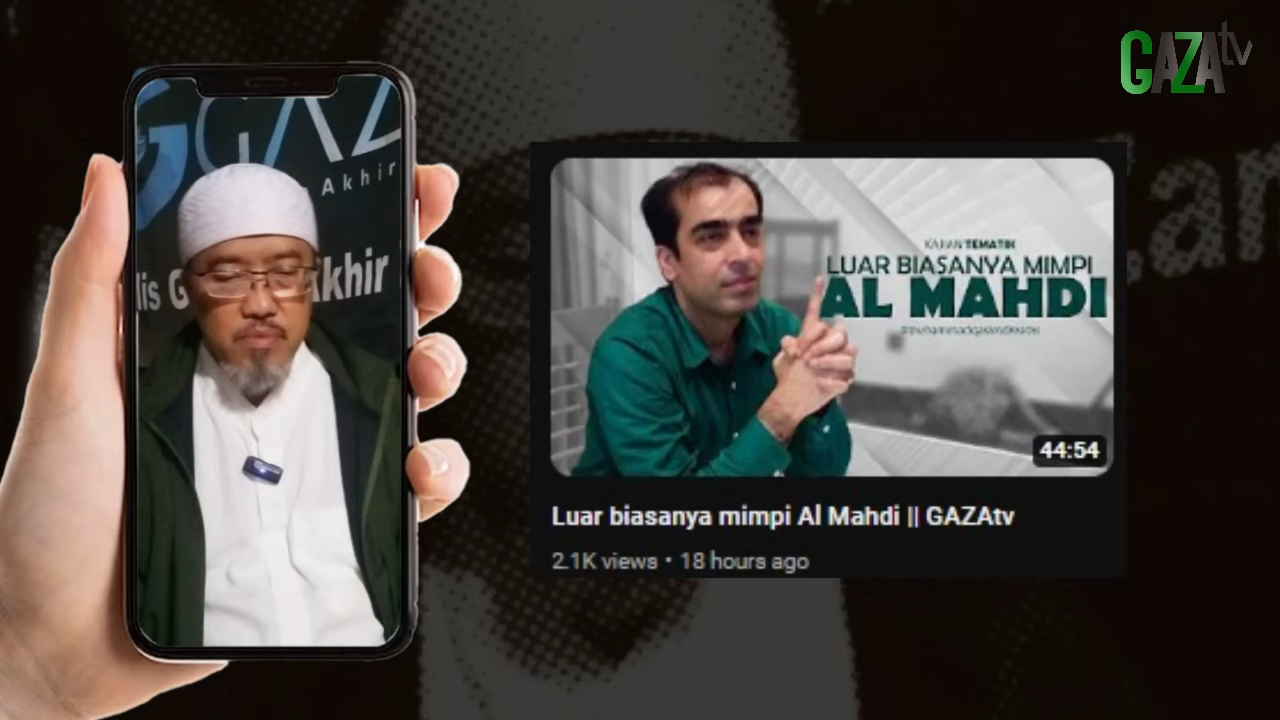 GAZAtv
GAZ
Akhir
lis G Akhir
KAJIAN TEMATIK
LUAR BIASANYA MIMPI
AL MAHDI
44:54
Luar biasanya mimpi Al Mahdi || GAZAtv
2.1K views • 18 hours ago